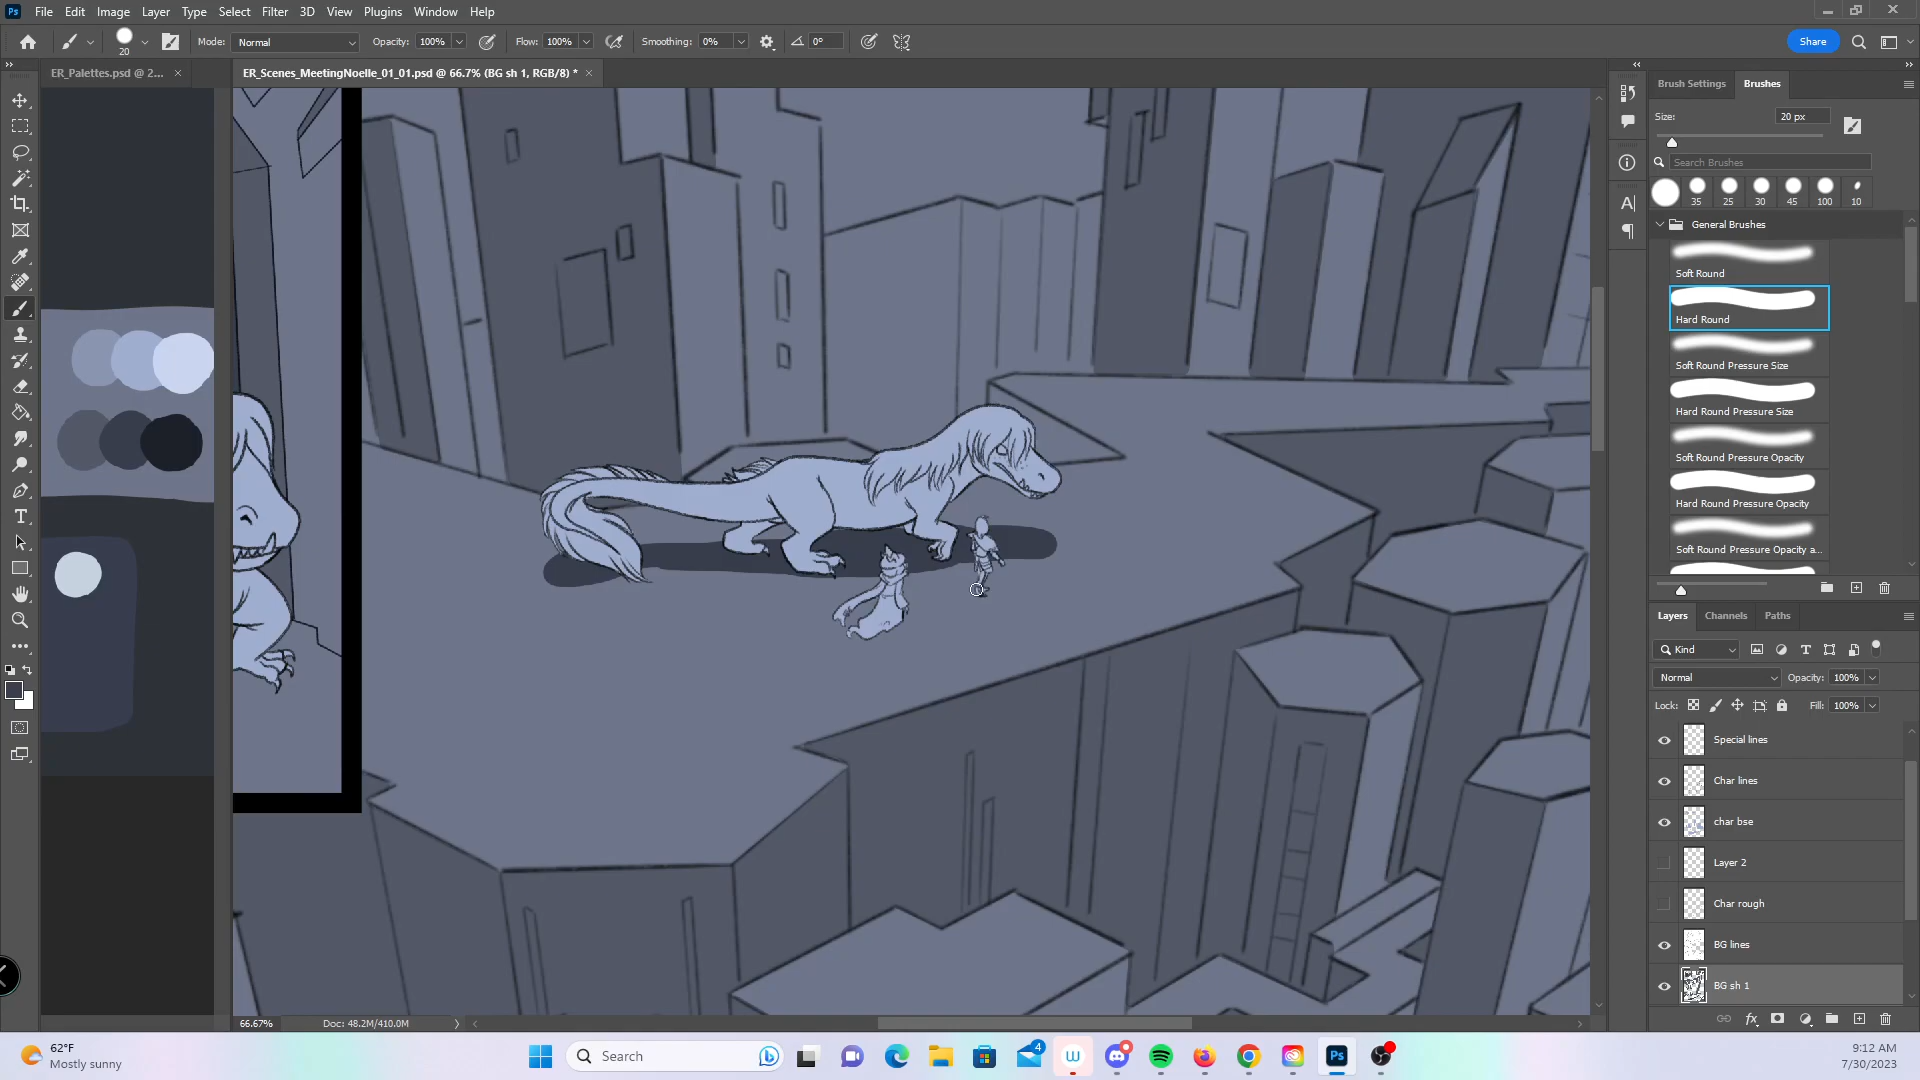 Ps File Edit Image Layer Type Select Filter 3D View Plugins Window Help
20 Mode: Normal Opacity: 100% Flow: 100% Smoothing: 0% 0° Share
ER_Palettes.psd @ 2...
ER_Scenes_MeetingNoelle_01_01.psd @ 66.7% (BG sh 1, RGB/8) *
Brush Settings Brushes
Size: 20 px
Search Brushes
35 25 30 45 100 10
General Brushes
Soft Round
Hard Round
Soft Round Pressure Size
Hard Round Pressure Size
Soft Round Pressure Opacity
Hard Round Pressure Opacity
Soft Round Pressure Opacity a...
Layers Channels Paths
Kind
Normal Opacity: 100%
Lock: Fill: 100%
Special lines
Char lines
char bse
Layer 2
Char rough
BG lines
BG sh 1
66.67% Doc: 48.2M/410.0M
62°F
Mostly sunny
Search
4
Ps
9:12 AM
7/30/2023